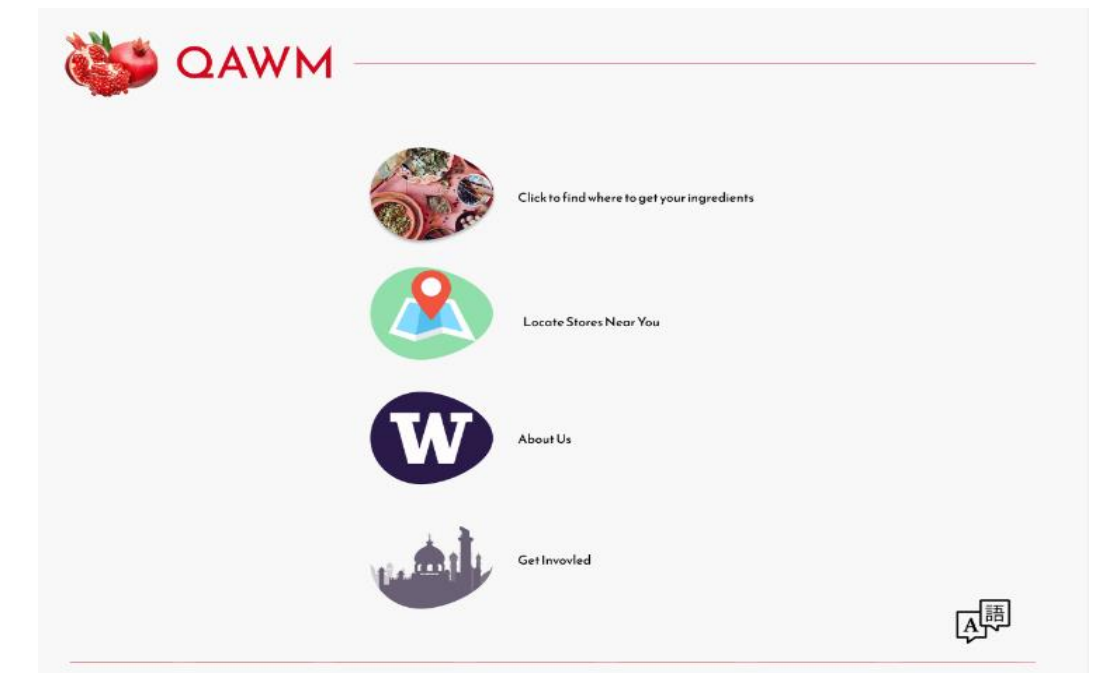 QAWM
Click to find where to get your ingredients
Locate Stores Near You
W
About Us
Get Invovled
A 語